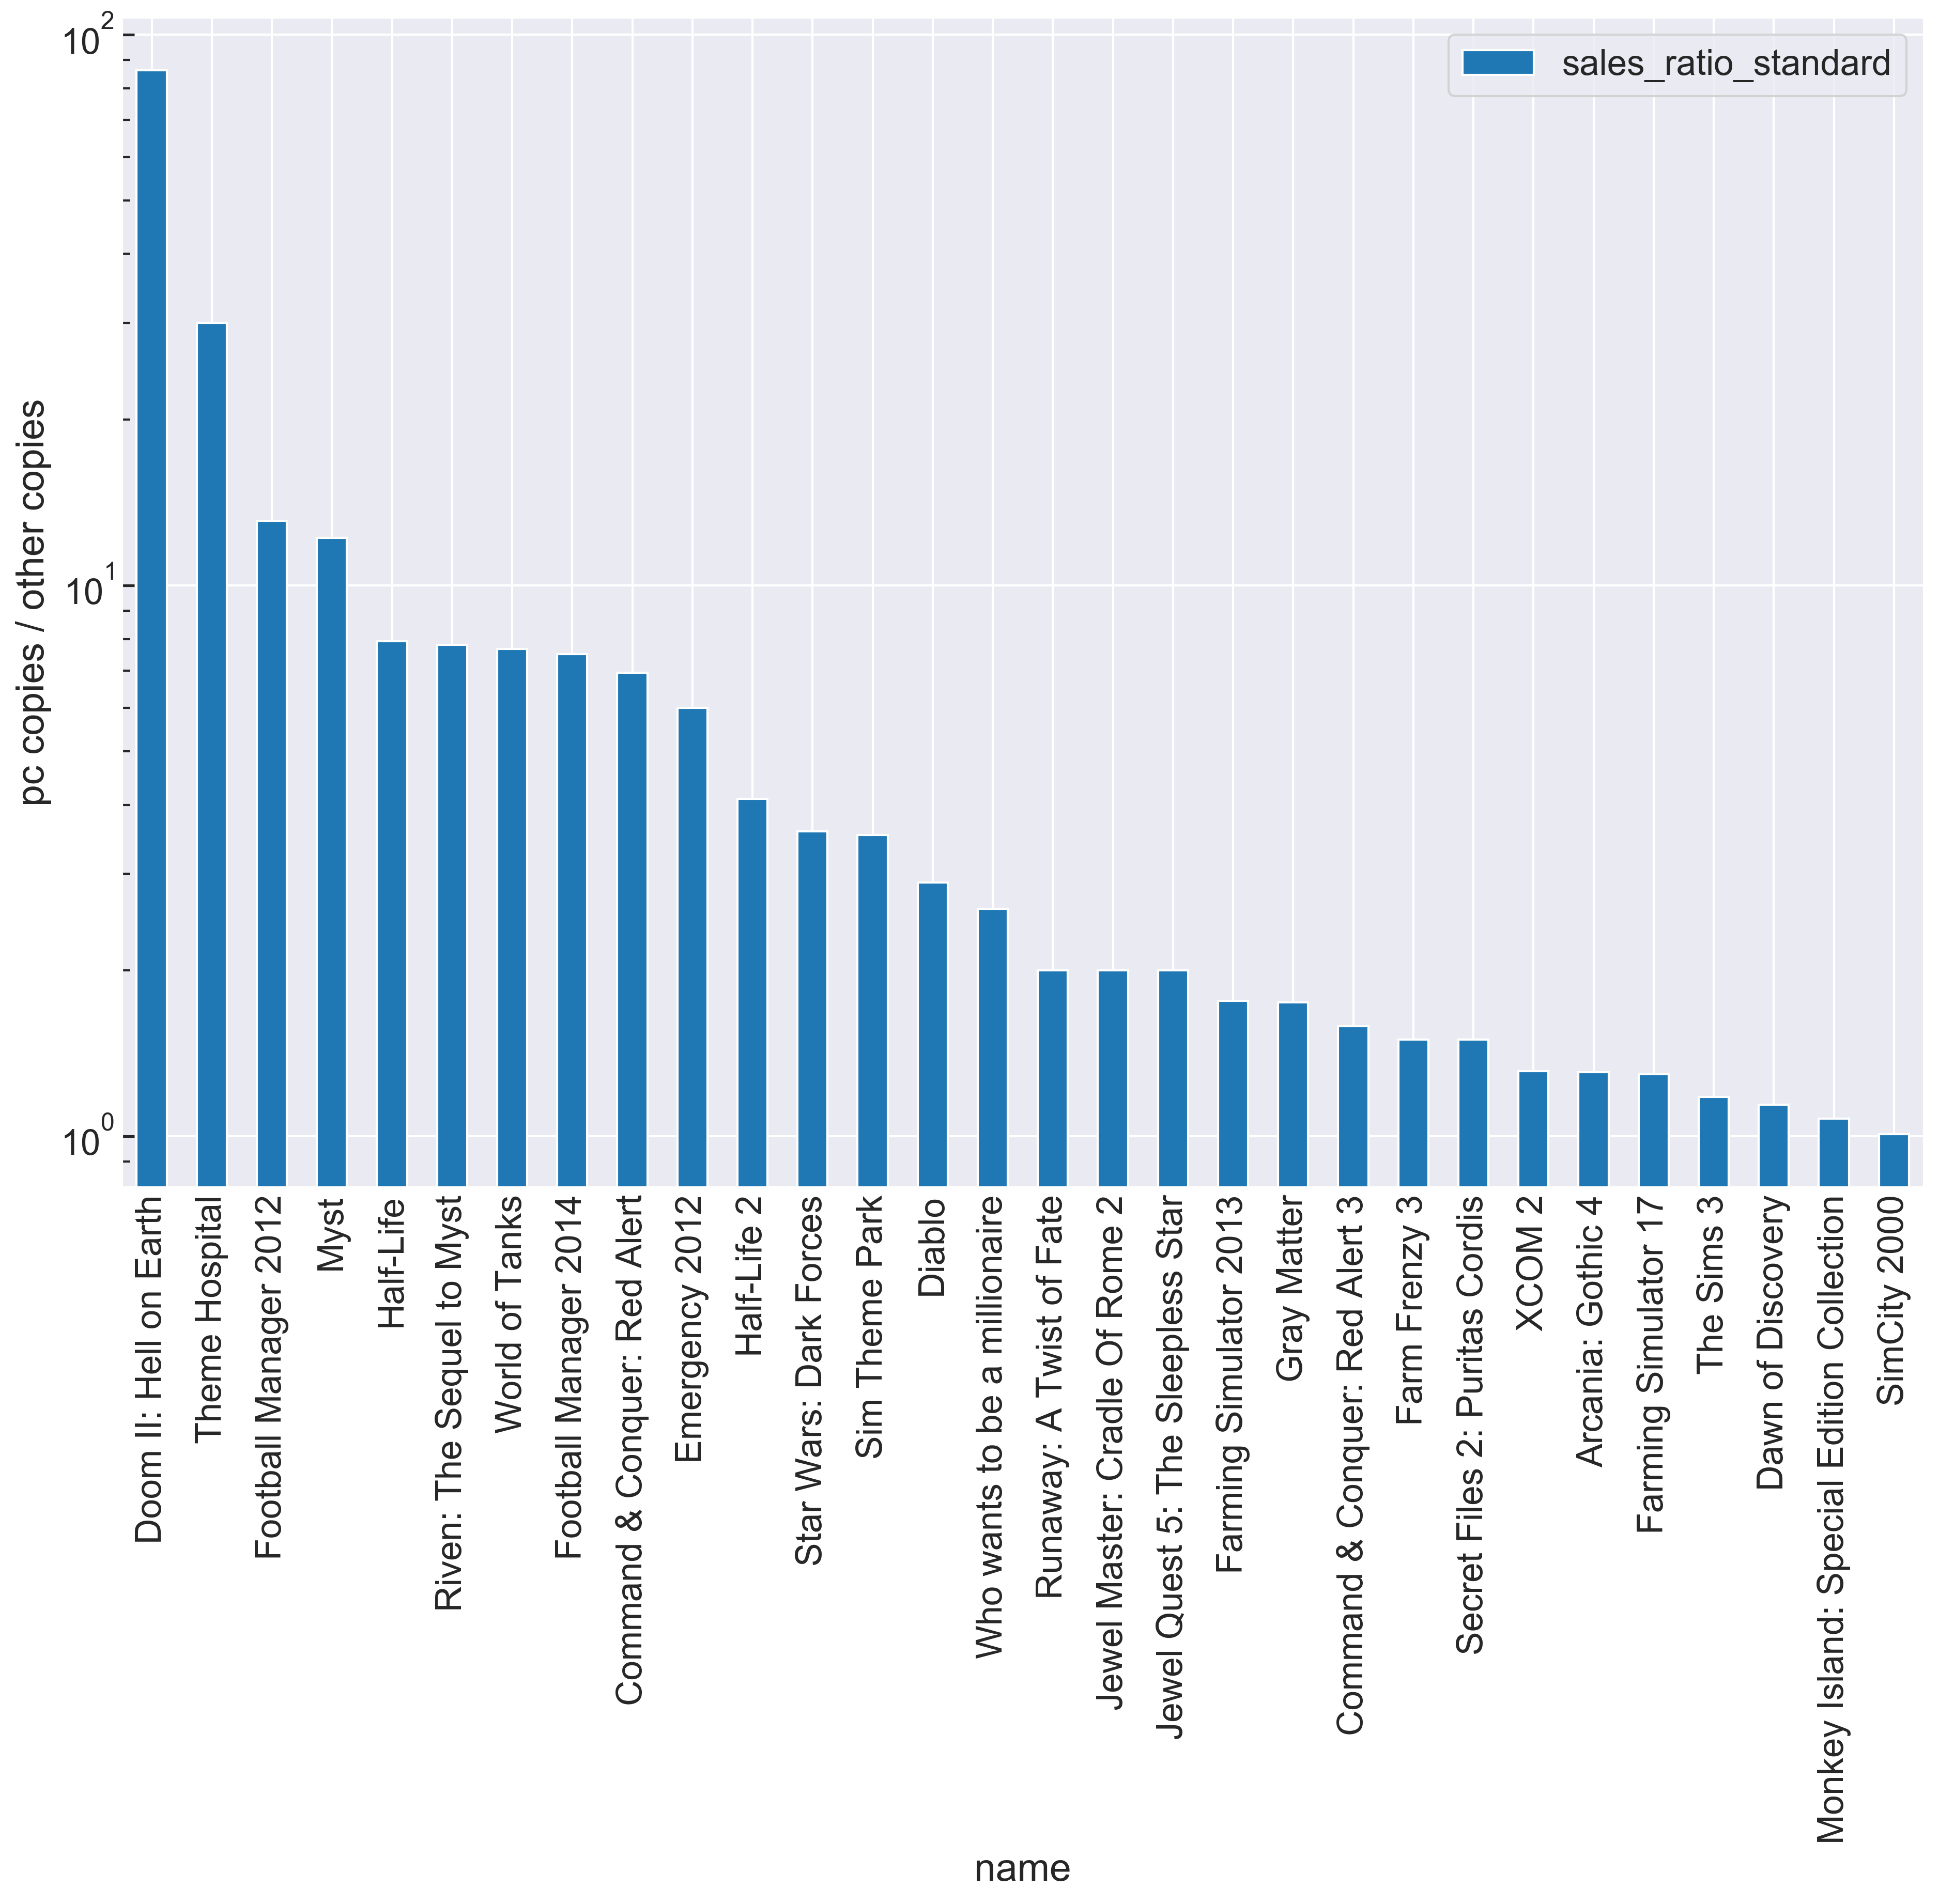 10²
10¹
10⁰
pc copies / other copies
sales_ratio_standard
Doom II: Hell on Earth
Theme Hospital
Football Manager 2012
Myst
Half-Life
Riven: The Sequel to Myst
World of Tanks
Football Manager 2014
Command & Conquer: Red Alert
Emergency 2012
Half-Life 2
Star Wars: Dark Forces
Sim Theme Park
Diablo
Who wants to be a millionaire
Runaway: A Twist of Fate
Jewel Master: Cradle Of Rome 2
Jewel Quest 5: The Sleepless Star
Farming Simulator 2013
Gray Matter
Command & Conquer: Red Alert 3
Farm Frenzy 3
Secret Files 2: Puritas Cordis
XCOM 2
Arcania: Gothic 4
Farming Simulator 17
The Sims 3
Dawn of Discovery
Monkey Island: Special Edition Collection
SimCity 2000
name